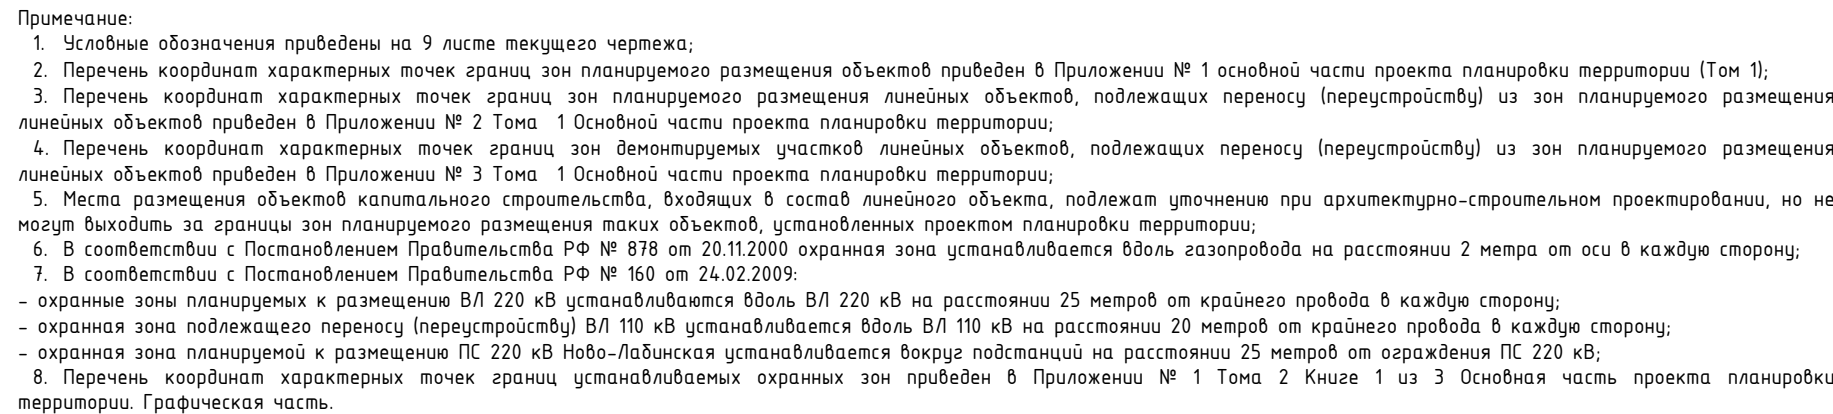 Примечание:
1. Условные обозначения приведены на 9 листе текущего чертежа;
2. Перечень координат характерных точек границ зон планируемого размещения объектов приведен в Приложении № 1 основной части проекта планировки территории (Том 1);
3. Перечень координат характерных точек границ зон планируемого размещения линейных объектов, подлежащих переносу (переустройству) из зон планируемого размещения
линейных объектов приведен в Приложении № 2 Тома 1 Основной части проекта планировки территории;
4. Перечень координат характерных точек границ зон демонтируемых участков линейных объектов, подлежащих переносу (переустройству) из зон планируемого размещения
линейных объектов приведен в Приложении № 3 Тома 1 Основной части проекта планировки территории;
5. Места размещения объектов капитального строительства, входящих в состав линейного объекта, подлежат уточнению при архитектурно-строительном проектировании, но не
могут выходить за границы зон планируемого размещения таких объектов, установленных проектом планировки территории;
6. В соответствии с Постановлением Правительства РФ № 878 от 20.11.2000 охранная зона устанавливается вдоль газопровода на расстоянии 2 метра от оси в каждую сторону;
7. В соответствии с Постановлением Правительства РФ № 160 от 24.02.2009:
- охранные зоны планируемых к размещению ВЛ 220 кВ устанавливаются вдоль ВЛ 220 кВ на расстоянии 25 метров от крайнего провода в каждую сторону;
- охранная зона подлежащего переносу (переустройству) ВЛ 110 кВ устанавливается вдоль ВЛ 110 кВ на расстоянии 20 метров от крайнего провода в каждую сторону;
- охранная зона планируемой к размещению ПС 220 кВ Ново-Лабинская устанавливается вокруг подстанций на расстоянии 25 метров от ограждения ПС 220 кВ;
8. Перечень координат характерных точек границ устанавливаемых охранных зон приведен в Приложении № 1 Тома 2 Книге 1 из 3 Основная часть проекта планировки
территории. Графическая часть.